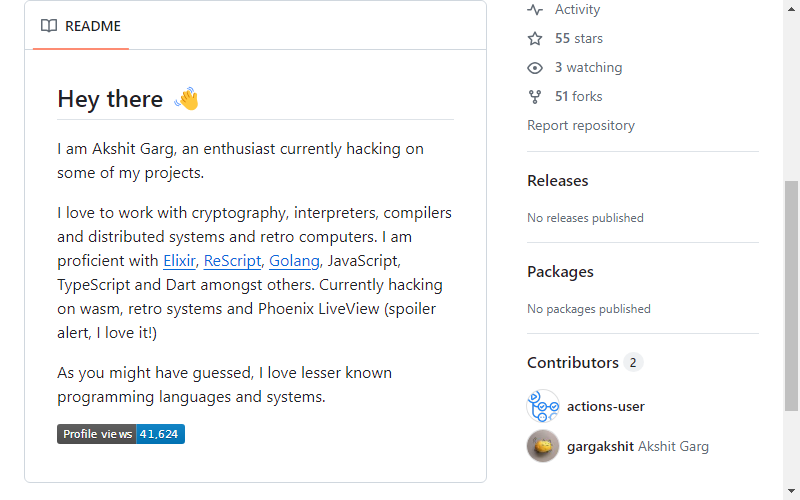 README
Hey there 👋
I am Akshit Garg, an enthusiast currently hacking on
some of my projects.
I love to work with cryptography, interpreters, compilers
and distributed systems and retro computers. I am
proficient with Elixir, ReScript, Golang, JavaScript,
TypeScript and Dart amongst others. Currently hacking
on wasm, retro systems and Phoenix LiveView (spoiler
alert, I love it!)
As you might have guessed, I love lesser known
programming languages and systems.
Profile views 41,624
Activity
55 stars
3 watching
51 forks
Report repository
Releases
No releases published
Packages
No packages published
Contributors 2
actions-user
gargakshit Akshit Garg